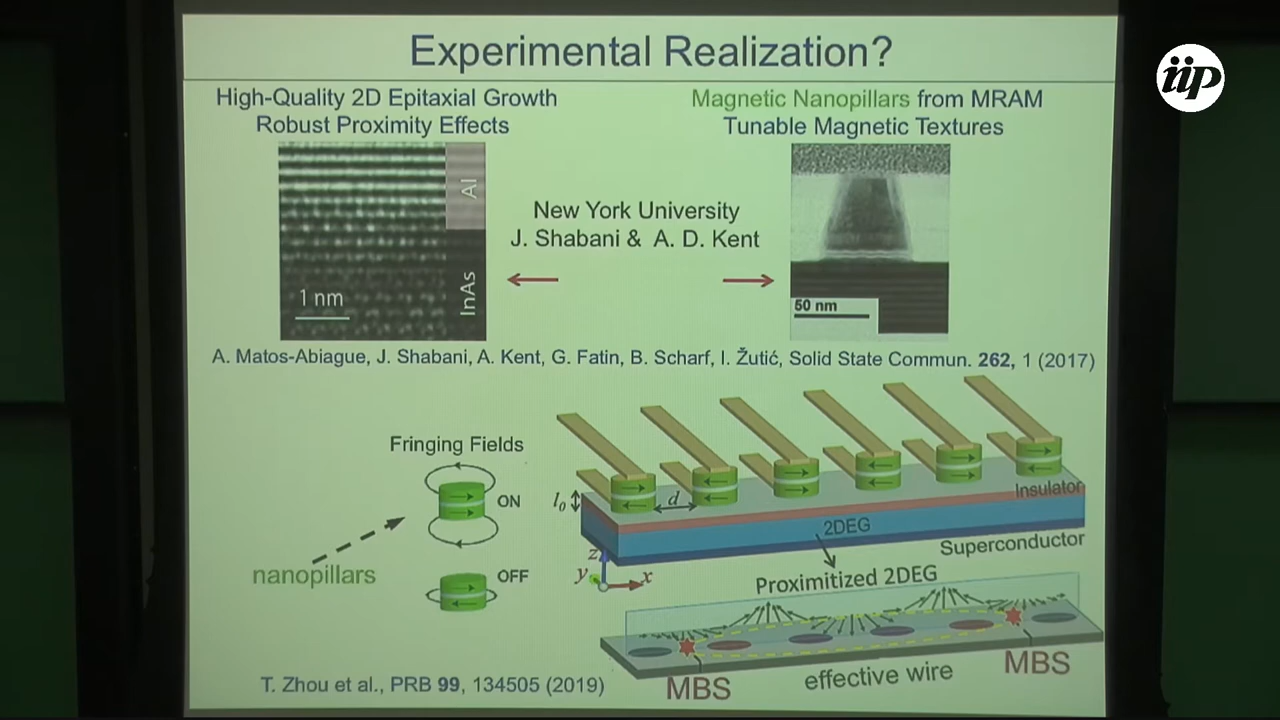 Experimental Realization?
iip
High-Quality 2D Epitaxial Growth
Robust Proximity Effects
Magnetic Nanopillars from MRAM
Tunable Magnetic Textures
Al
InAs
1 nm
New York University
J. Shabani & A. D. Kent
50 nm
A. Matos-Abiague, J. Shabani, A. Kent, G. Fatin, B. Scharf, I. Žutić, Solid State Commun. 262, 1 (2017)
Fringing Fields
ON
OFF
nanopillars
l₀
d
Insulator
2DEG
Superconductor
z
y
x
Proximitized 2DEG
MBS
effective wire
MBS
T. Zhou et al., PRB 99, 134505 (2019)